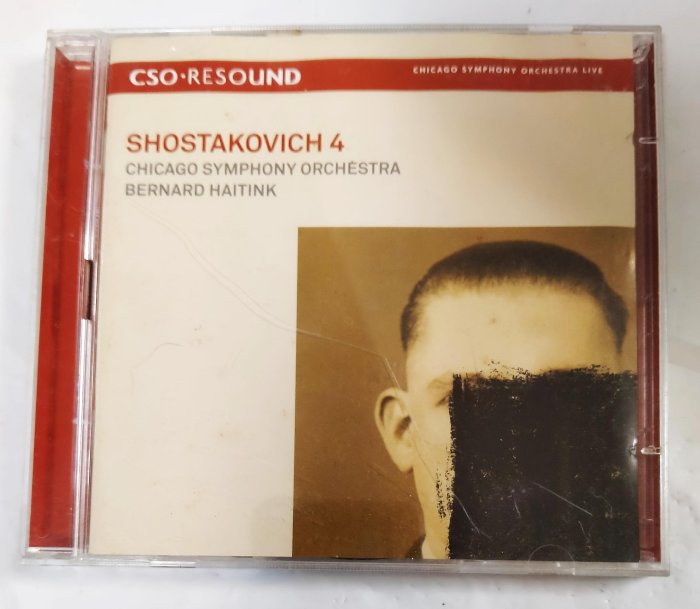 CSO·RESOUND
CHICAGO SYMPHONY ORCHESTRA LIVE
SHOSTAKOVICH 4
CHICAGO SYMPHONY ORCHESTRA
BERNARD HAITINK